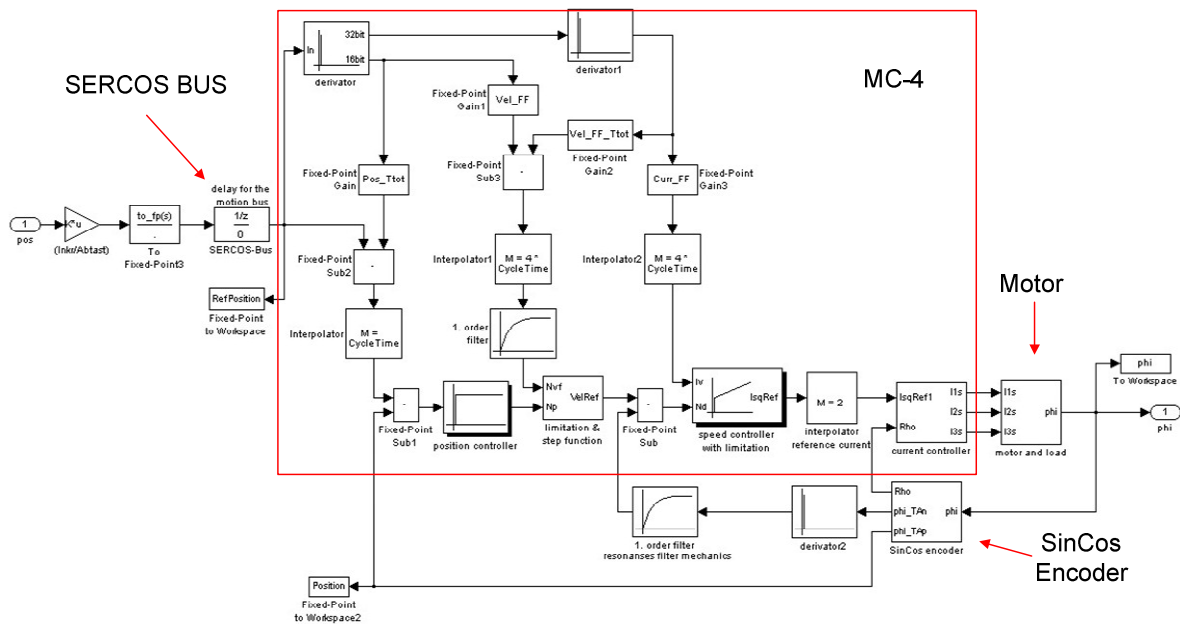 32bit
In
16bit
derivator
derivator1
MC-4
SERCOS BUS
Fixed-Point
Gain1
Vel_FF
Vel_FF_Ttot
Fixed-Point
Gain2
Fixed-Point
Sub3
-
Fixed-Point
Gain
Pos_Ttot
Curr_FF
Fixed-Point
Gain3
delay for the
motion bus
1
pos
K*u
(Inkr/Abtast)
to_fp(s)
.
To
Fixed-Point3
1/z
0
SERCOS-Bus
Fixed-Point
Sub2
-
Interpolator1
M = 4 *
CycleTime
Interpolator2
M = 4 *
CycleTime
RefPosition
Fixed-Point
to Workspace
Interpolator
M =
CycleTime
1. order
filter
Motor
phi
To Workspace
-
Fixed-Point
Sub1
position controller
Nvf
Np
VelRef
limitation &
step function
-
Fixed-Point
Sub
Iv
Nd
IsqRef
speed controller
with limitation
M = 2
interpolator
reference current
IsqRef1
Rho
I1s
I2s
I3s
current controller
I1s
I2s
I3s
phi
motor and load
1
phi
1. order filter
resonanses filter mechanics
derivator2
Rho
phi_TAn
phi_TAp
phi
SinCos encoder
SinCos
Encoder
Position
Fixed-Point
to Workspace2